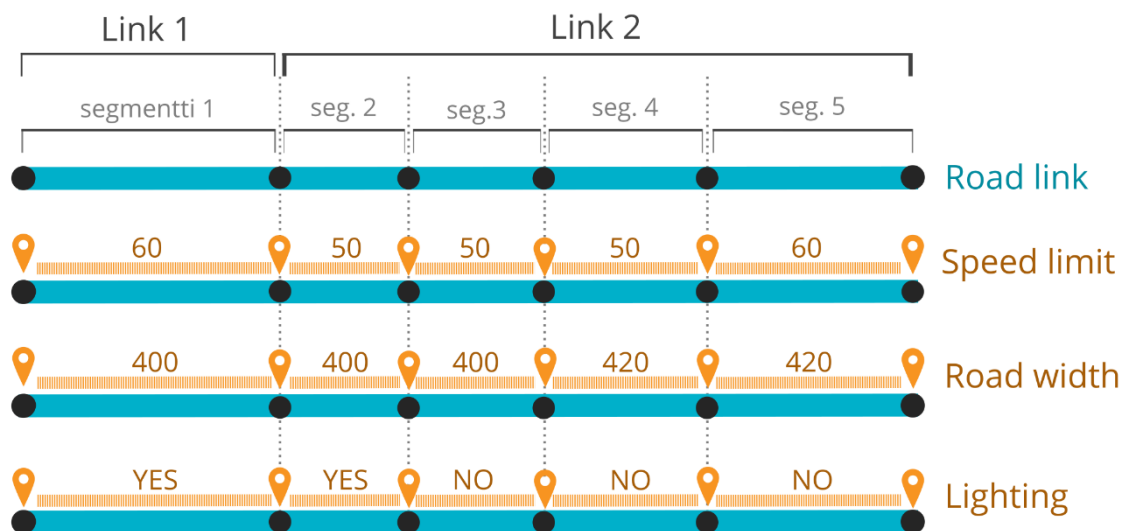 Link 1
Link 2
segmentti 1
seg. 2
seg.3
seg. 4
seg. 5
Road link
60
50
50
50
60
Speed limit
400
400
400
420
420
Road width
YES
YES
NO
NO
NO
Lighting